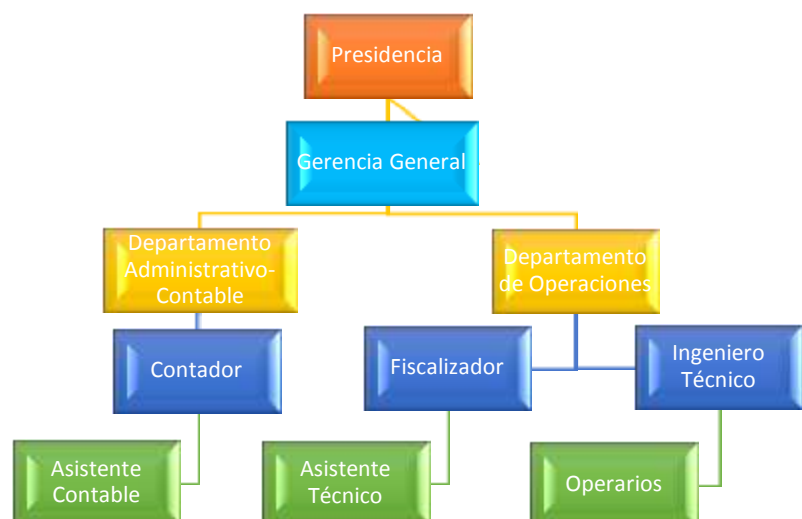 Presidencia
Gerencia General
Departamento
Administrativo-
Contable
Departamento
de Operaciones
Contador
Fiscalizador
Ingeniero
Técnico
Asistente
Contable
Asistente
Técnico
Operarios